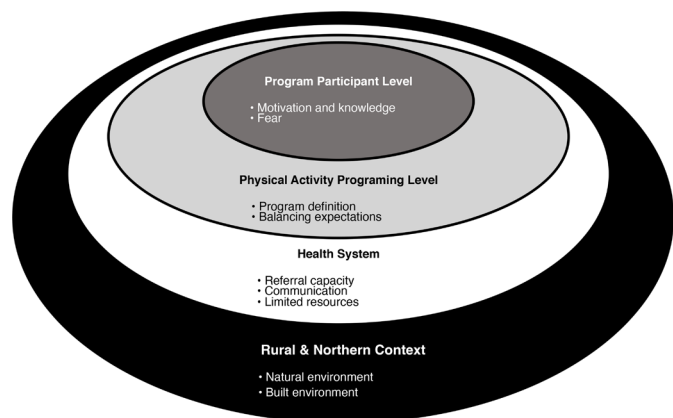 Program Participant Level
• Motivation and knowledge
• Fear
Physical Activity Programing Level
• Program definition
• Balancing expectations
Health System
• Referral capacity
• Communication
• Limited resources
Rural & Northern Context
• Natural environment
• Built environment